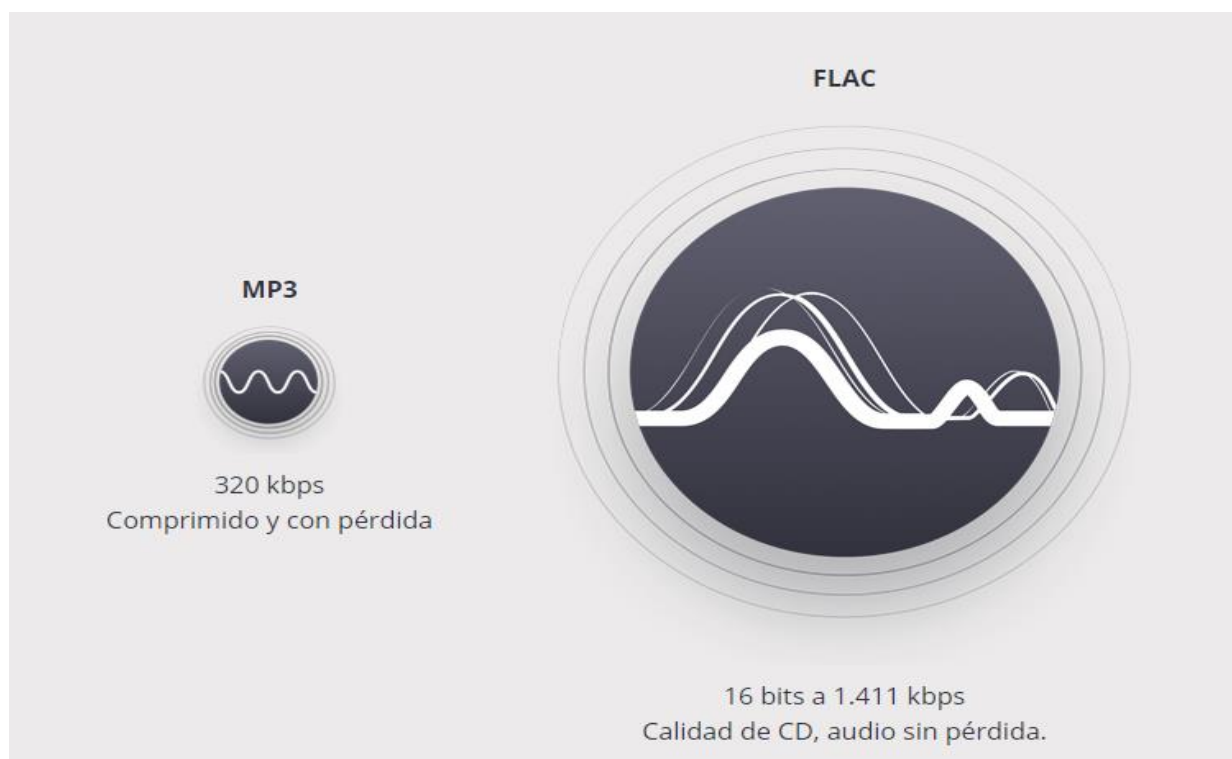 MP3
320 kbps
Comprimido y con pérdida
FLAC
16 bits a 1.411 kbps
Calidad de CD, audio sin pérdida.